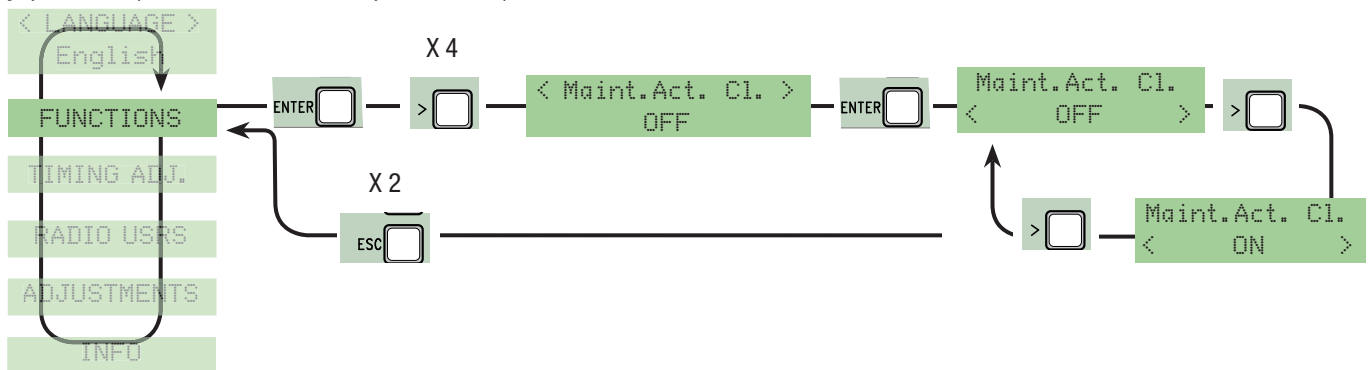 < LANGUAGE >
English
FUNCTIONS
TIMING ADJ.
RADIO USRS
ADJUSTMENTS
INFO
ENTER
X 4
>
< Maint.Act. Cl. >
OFF
ENTER
Maint.Act. Cl.
< OFF >
>
Maint.Act. Cl.
< ON >
>
X 2
ESC